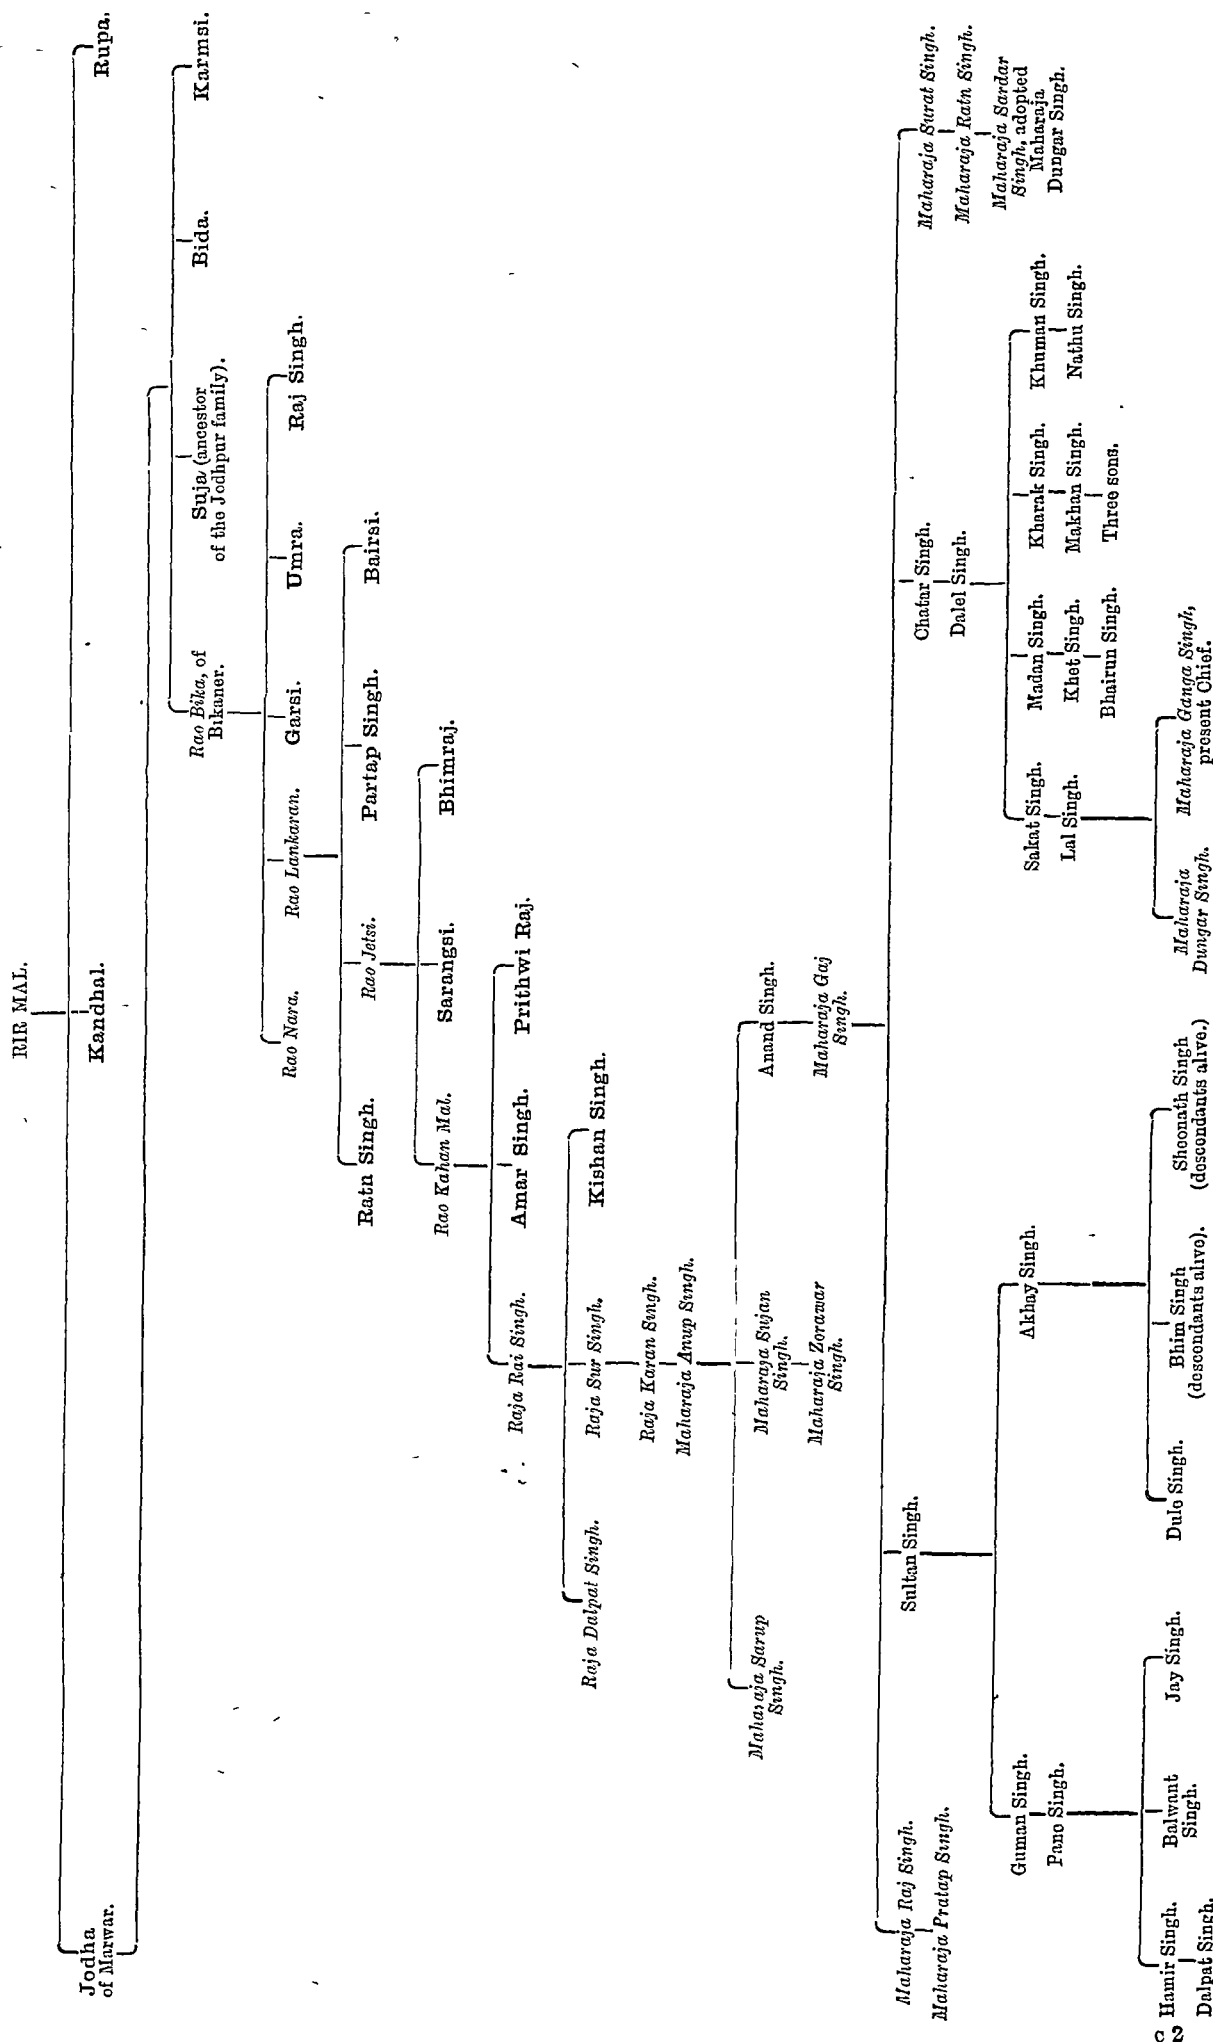 RIR MAL.
Jodha
of Marwar.
Kandhal.
Rupa.
Rao Bika, of
Bikaner.
Suja (ancestor
of the Jodhpur family).
Bida.
Karmsi.
Rao Nara.
Rao Lankaran.
Garsi.
Umra.
Raj Singh.
Ratn Singh.
Rao Jetsi.
Partap Singh.
Bairsi.
Rao Kahan Mal.
Sarangsi.
Bhimraj.
Raja Rai Singh.
Amar Singh.
Prithwi Raj.
Raja Dalpat Singh.
Raja Sur Singh.
Kishan Singh.
Raja Karan Singh.
Maharaja Anup Singh.
Maharaja Sarup
Singh.
Maharaja Sujan
Singh.
Anand Singh.
Maharaja Zorawar
Singh.
Maharaja Gaj
Singh.
Maharaja Raj Singh.
Sultan Singh.
Chatar Singh.
Maharaja Surat Singh.
Maharaja Pratap Singh.
Dalel Singh.
Maharaja Ratn Singh.
Maharaja Sardar
Singh, adopted
Maharaja
Dungar Singh.
Guman Singh.
Akhay Singh.
Sakat Singh.
Madan Singh.
Kharak Singh.
Khuman Singh.
Pano Singh.
Lal Singh.
Khet Singh.
Makhan Singh.
Nathu Singh.
Bhairun Singh.
Three sons.
Hamir Singh.
Balwant
Singh.
Jay Singh.
Dulo Singh.
Bhim Singh
(descendants alive).
Sheonath Singh
(descendants alive.)
Maharaja
Dungar Singh.
Maharaja Ganga Singh,
present Chief.
Dalpat Singh.
C 2